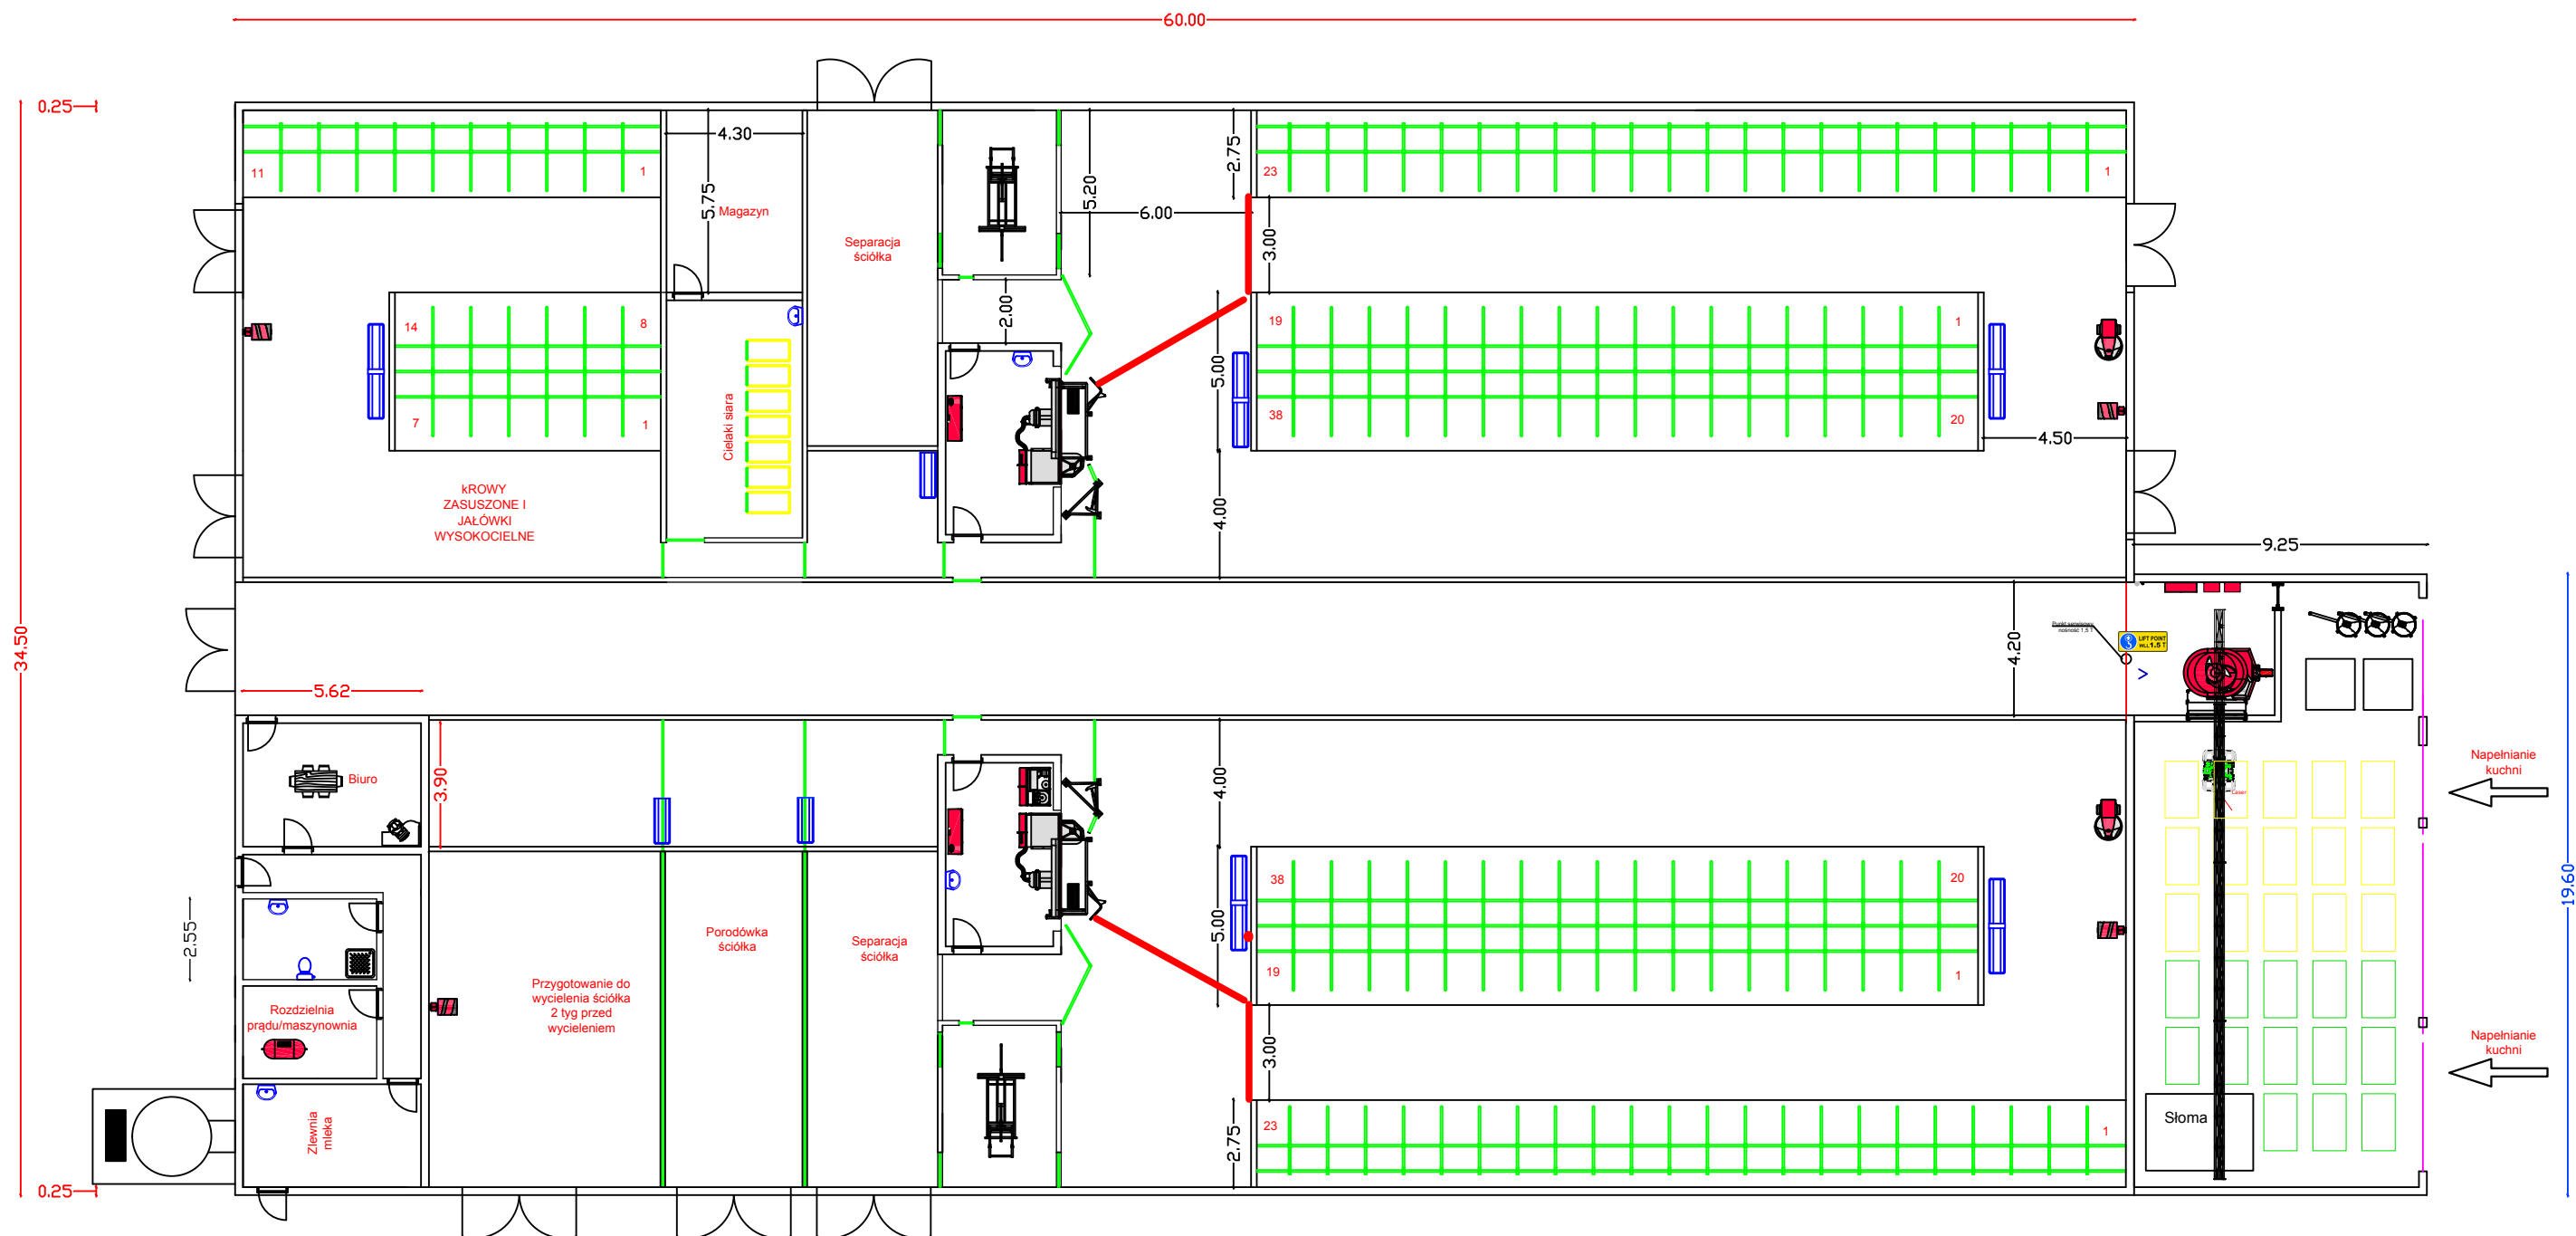 60.00
0.25
4.30
2.75
5.20
11
1
23
1
5.75
Magazyn
6.00
Separacja
ściółka
3.00
2.00
14
8
19
1
5.00
7
1
Cielaki siara
38
20
4.50
kROWY
ZASUSZONE I
JAŁÓWKI
WYSOKOCIELNE
4.00
9.25
34.50
4.20
LIFT POINT
WLL 1.5 T
5.62
>
Biuro
3.90
4.00
Napełnianie
kuchni
Laser
38
20
19.60
2.55
5.00
Porodówka
ściółka
Separacja
ściółka
19
1
Przygotowanie do
wycielenia ściółka
2 tyg przed
wycieleniem
Rozdzielnia
prądu/maszynownia
3.00
Napełnianie
kuchni
Zlewnia
mleka
2.75
23
1
Słoma
0.25